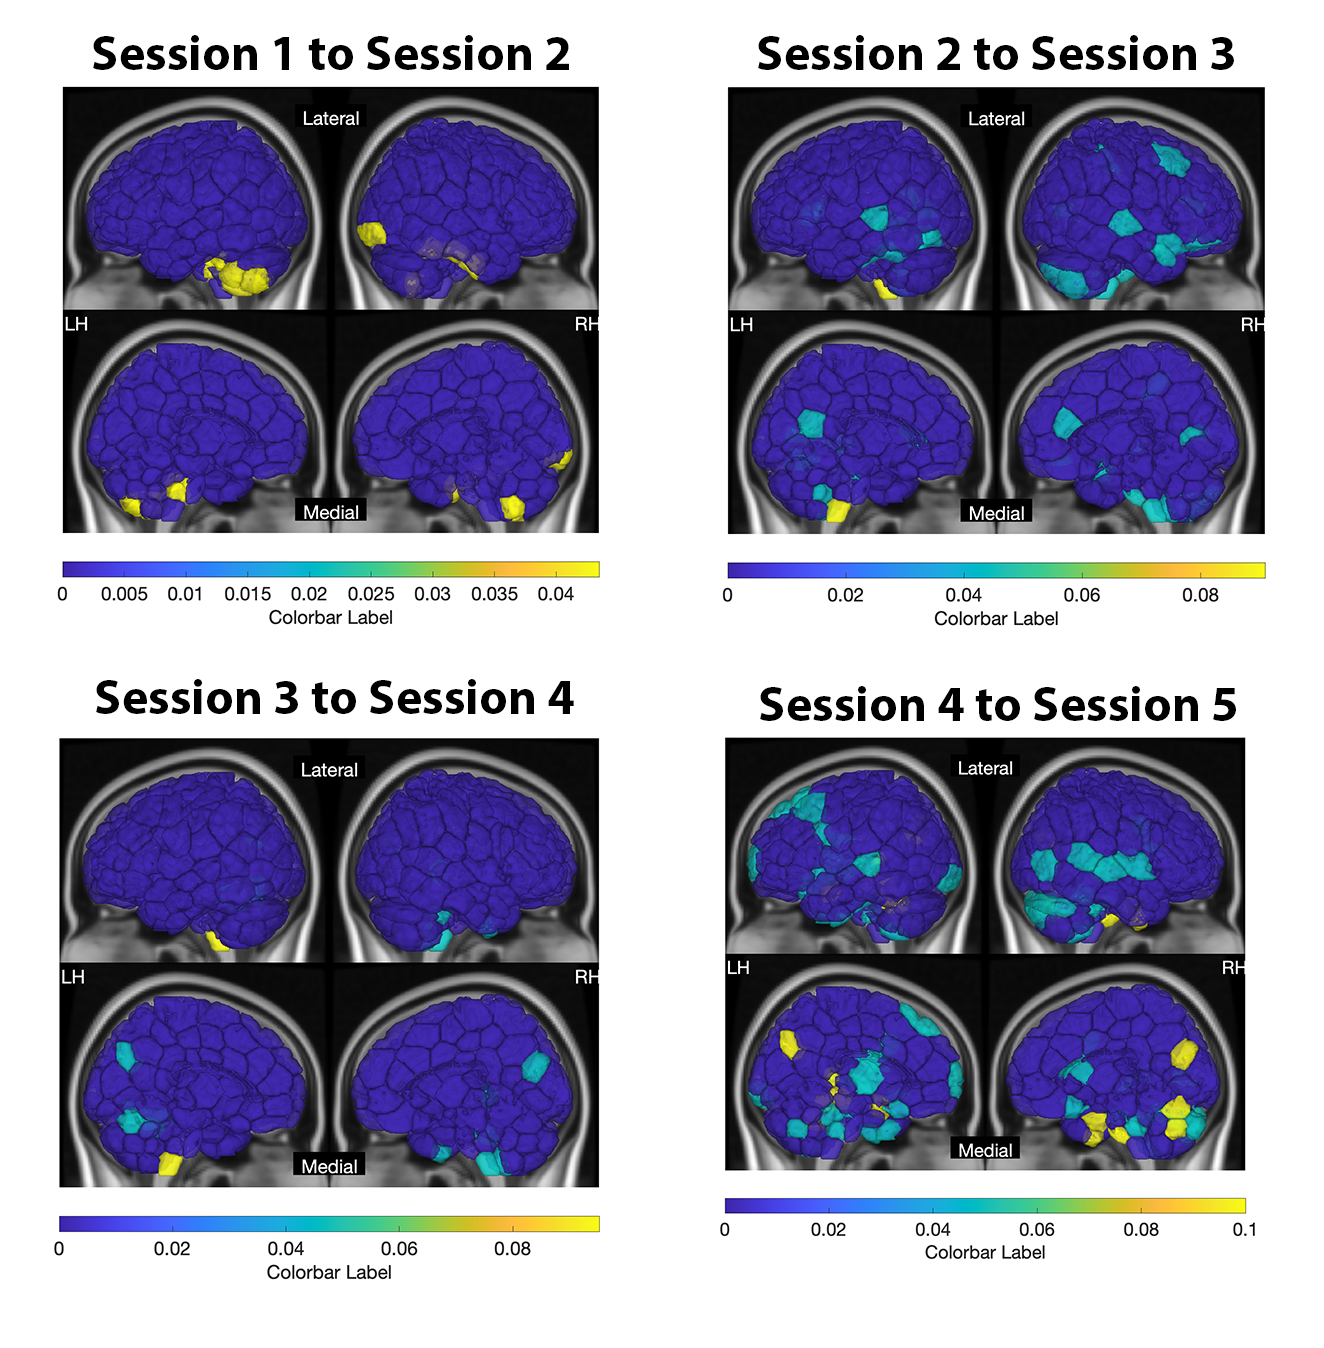 Session 1 to Session 2
Lateral
LH
RH
Medial
0 0.005 0.01 0.015 0.02 0.025 0.03 0.035 0.04
Colorbar Label
Session 2 to Session 3
Lateral
LH
RH
Medial
0 0.02 0.04 0.06 0.08
Colorbar Label
Session 3 to Session 4
Lateral
LH
RH
Medial
0 0.02 0.04 0.06 0.08
Colorbar Label
Session 4 to Session 5
Lateral
LH
RH
Medial
0 0.02 0.04 0.06 0.08 0.1
Colorbar Label